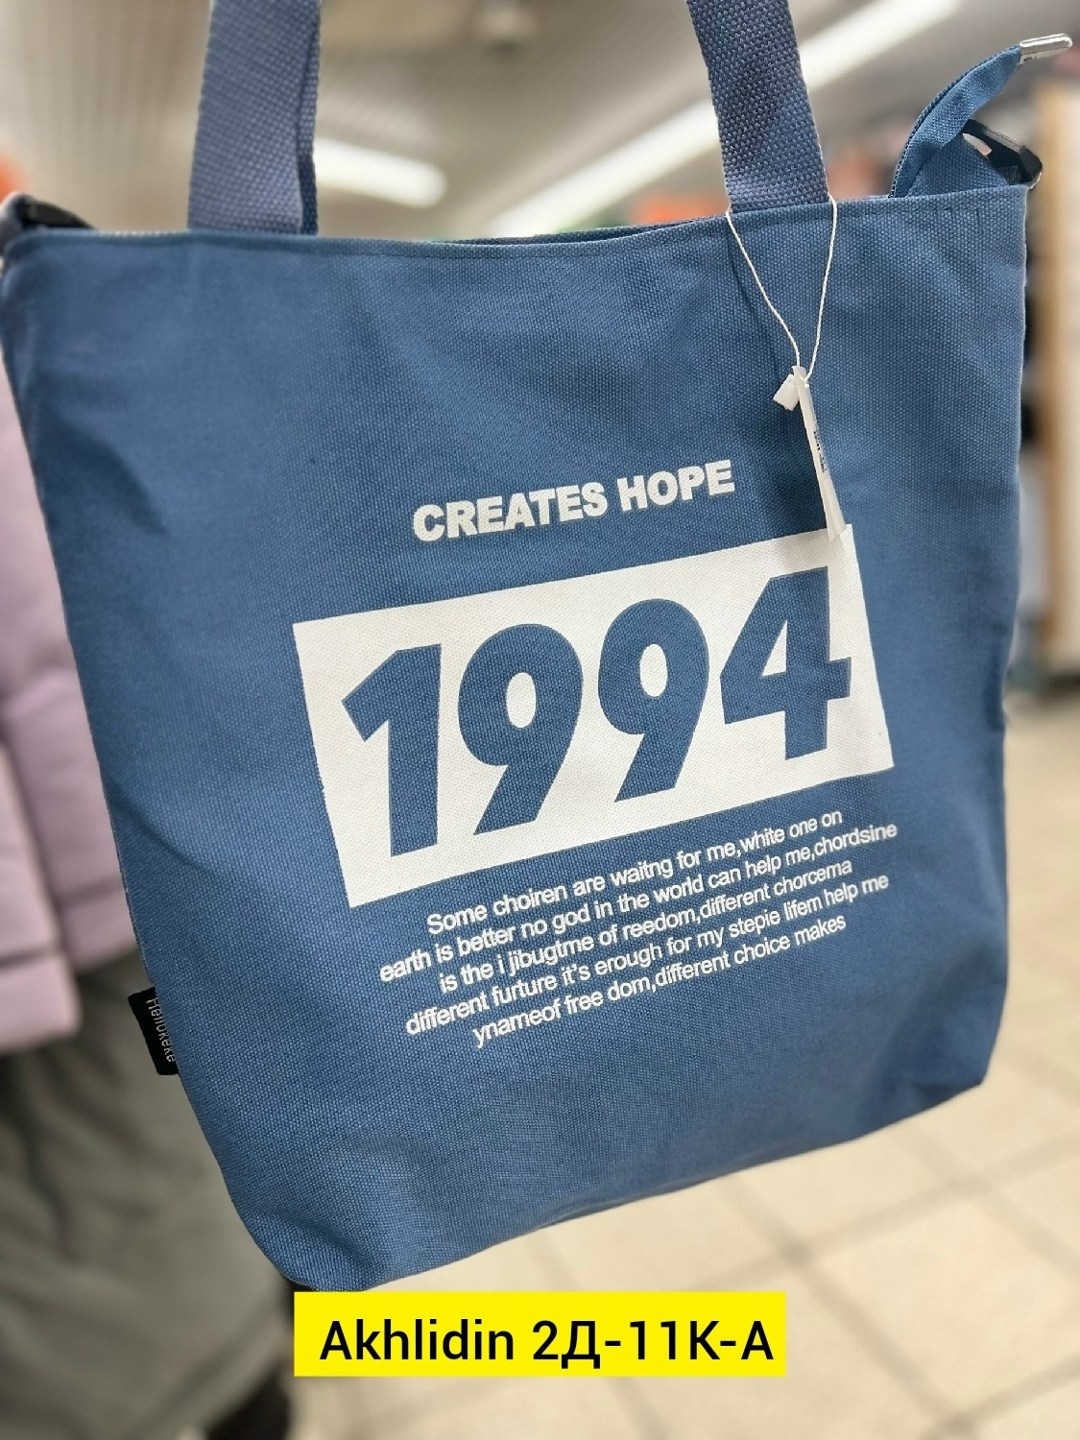 CREATES HOPE
1994
Some choiren are waitng for me,white one on
earth is better no god in the world can help me,chordsine
is the i jibugtme of reedom,different chorcema
different furture it's erough for my stepie lifem help me
ynameof free dom,different choice makes
Hellokexe
Akhlidin 2Д-11К-А